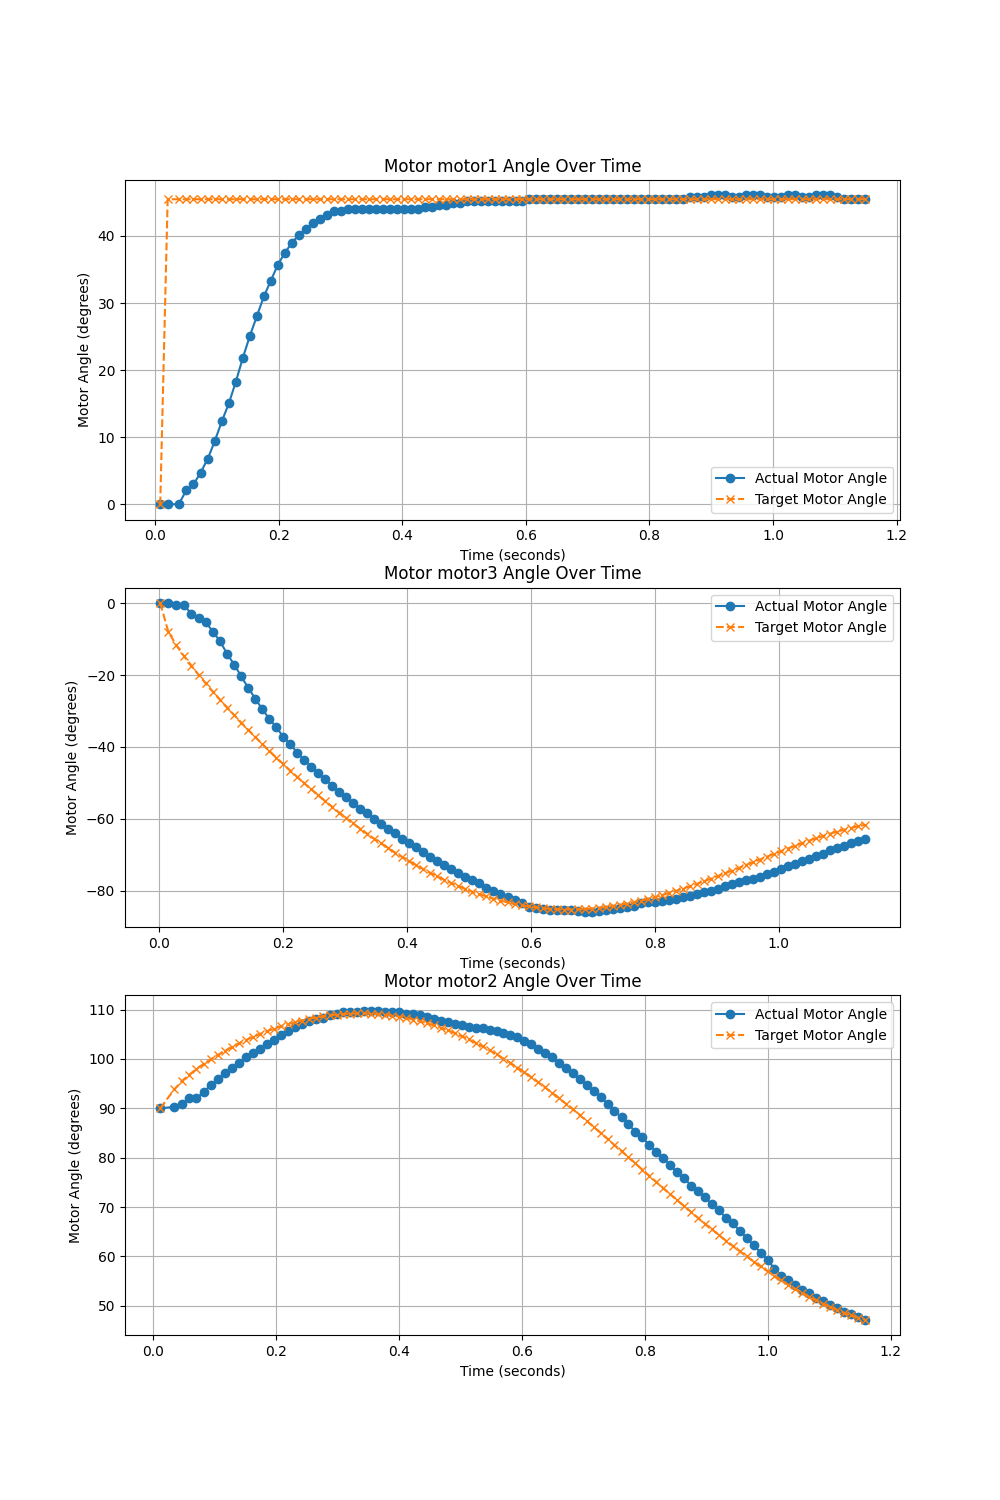 Motor motor1 Angle Over Time
Motor Angle (degrees)
40
30
20
10
0
Actual Motor Angle
Target Motor Angle
0.0 0.2 0.4 0.6 0.8 1.0 1.2
Time (seconds)
Motor motor3 Angle Over Time
Motor Angle (degrees)
0
−20
−40
−60
−80
Actual Motor Angle
Target Motor Angle
0.0 0.2 0.4 0.6 0.8 1.0
Time (seconds)
Motor motor2 Angle Over Time
Motor Angle (degrees)
110
100
90
80
70
60
50
Actual Motor Angle
Target Motor Angle
0.0 0.2 0.4 0.6 0.8 1.0 1.2
Time (seconds)